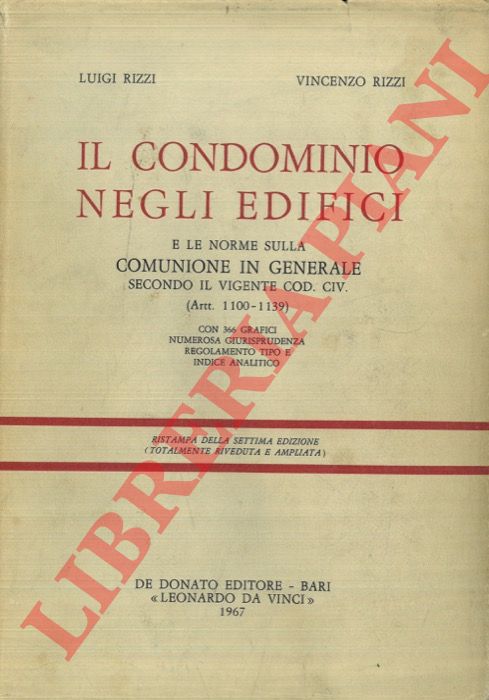 LUIGI RIZZI VINCENZO RIZZI
IL CONDOMINIO
NEGLI EDIFICI
E LE NORME SULLA
COMUNIONE IN GENERALE
SECONDO IL VIGENTE COD. CIV.
(Artt. 1100-1139)
CON 366 GRAFICI
NUMEROSA GIURISPRUDENZA
REGOLAMENTO TIPO E
INDICE ANALITICO
RISTAMPA DELLA SETTIMA EDIZIONE
(TOTALMENTE RIVEDUTA E AMPLIATA)
DE DONATO EDITORE - BARI
« LEONARDO DA VINCI »
1967
LIBRERIA PIANI